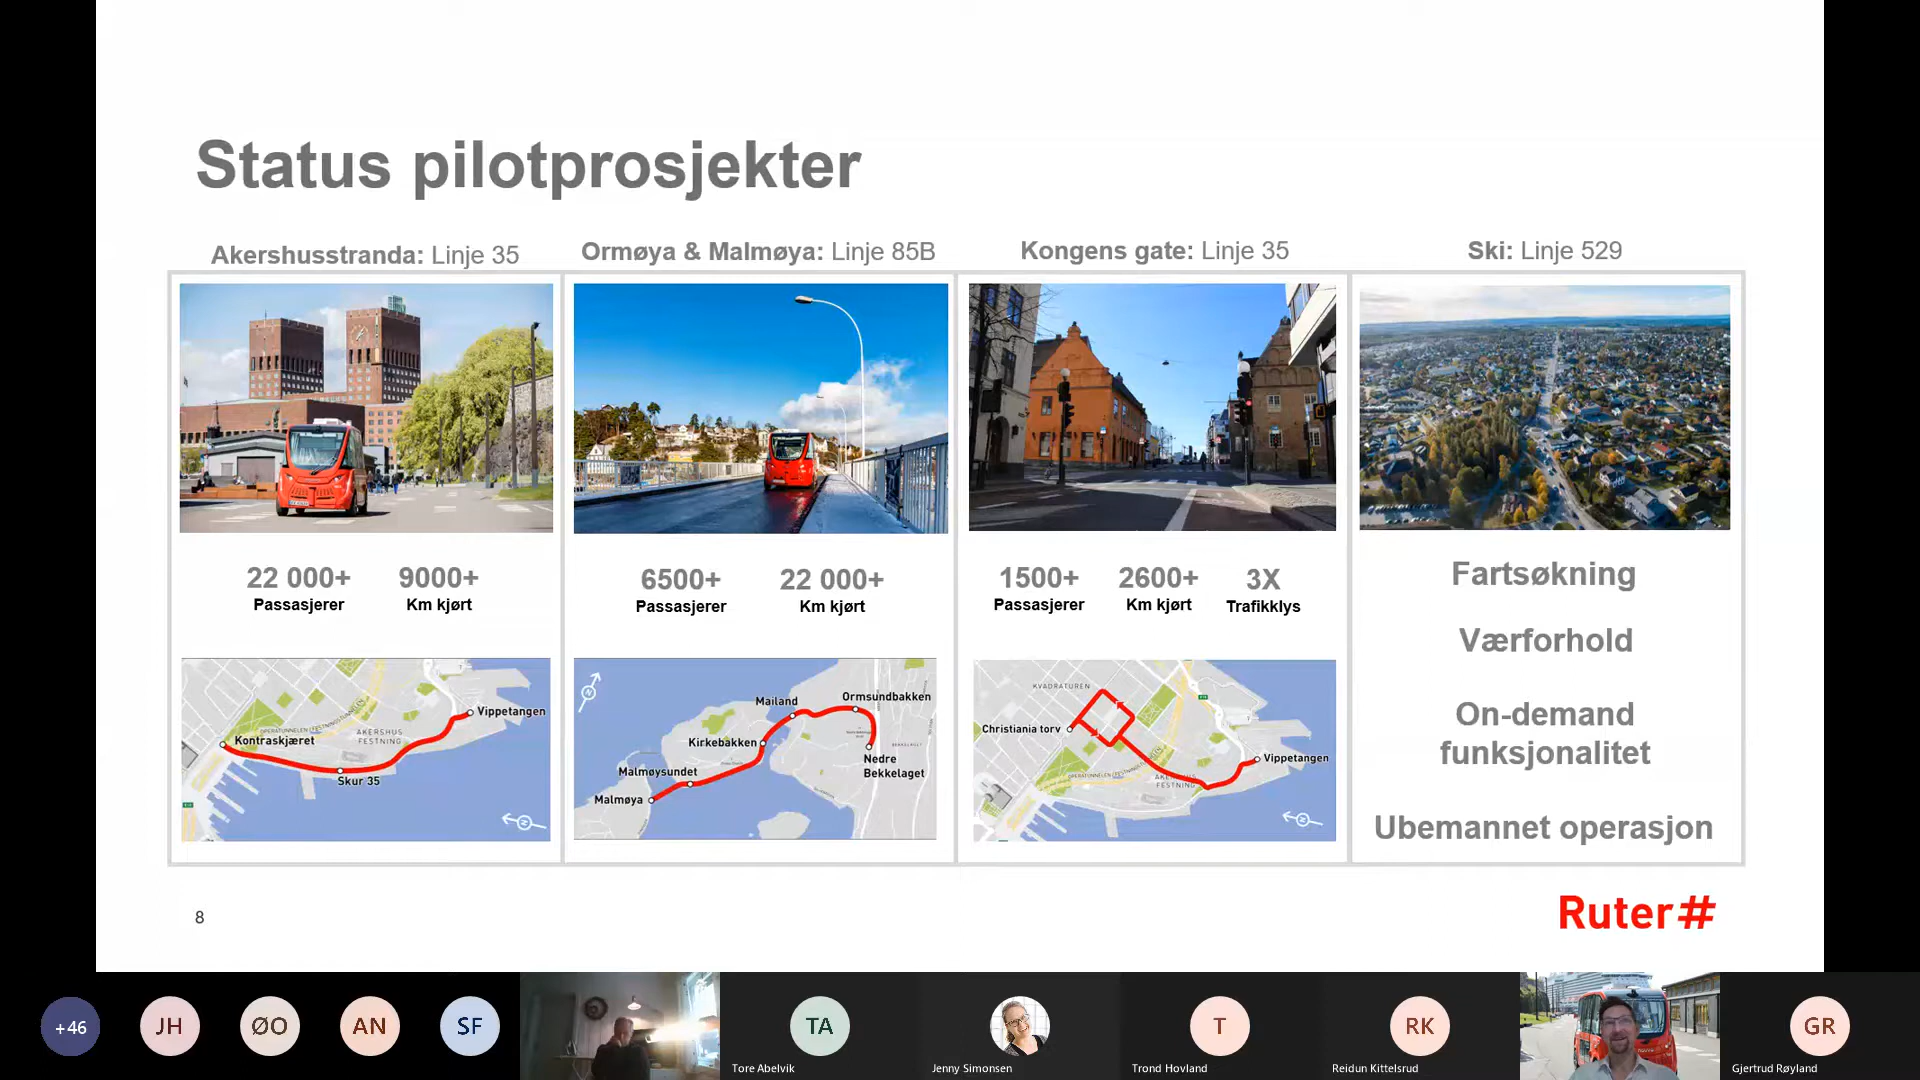 Status pilotprosjekter
Akershusstranda: Linje 35
Ormøya & Malmøya: Linje 85B
Kongens gate: Linje 35
Ski: Linje 529
22 000+
Passasjerer
9000+
Km kjørt
6500+
Passasjerer
22 000+
Km kjørt
1500+
Passasjerer
2600+
Km kjørt
3X
Trafikklys
Fartsøkning
Værforhold
On-demand
funksjonalitet
Ubemannet operasjon
Vippetangen
Kontraskjæret
AKERSHUS
FESTNING
Skur 35
Ormsundbakken
Mailand
Kirkebakken
Nedre
Bekkelaget
Malmøysundet
Malmøya
KVADRATUREN
Christiania torv
Vippetangen
AKERSHUS
FESTNING
8
Ruter#
+46
JH
ØO
AN
SF
TA
T
RK
GR
Tore Abelvik
Jenny Simonsen
Trond Hovland
Reidun Kittelsrud
Gjertrud Røyland